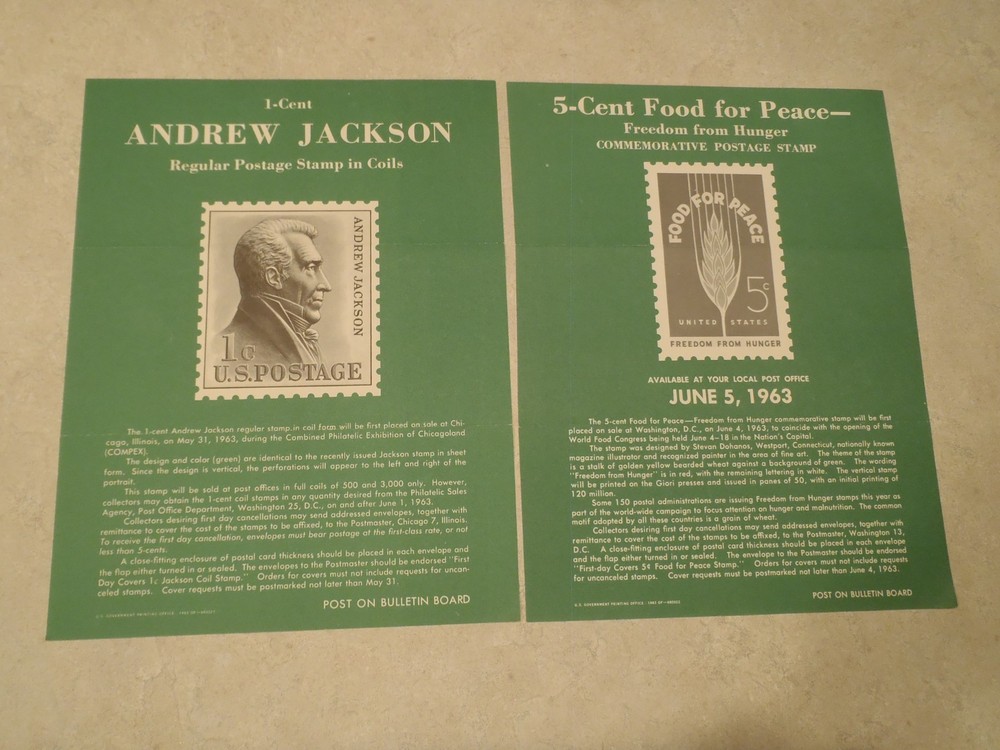 1-Cent
ANDREW JACKSON
Regular Postage Stamp in Coils
ANDREW JACKSON
1c
U.S.POSTAGE
The 1-cent Andrew Jackson regular stamp in coil form will be first placed on sale at Chi-
cago, Illinois, on May 31, 1963, during the Combined Philatelic Exhibition of Chicagoland
(COMPEX).
The design and color (green) are identical to the recently issued Jackson stamp in sheet
form. Since the design is vertical, the perforations will appear to the left and right of the
portrait.
This stamp will be sold at post offices in full coils of 500 and 3,000 only. However,
collectors may obtain the 1-cent coil stamps in any quantity desired from the Philatelic Sales
Agency, Post Office Department, Washington 25, D.C., on and after June 1, 1963.
Collectors desiring first day cancellations may send addressed envelopes, together with
remittance to cover the cost of the stamps to be affixed, to the Postmaster, Chicago 7, Illinois.
To receive the first day cancellation, envelopes must bear postage at the first-class rate, or not
less than 5-cents.
A close-fitting enclosure of postal card thickness should be placed in each envelope and
the flap either turned in or sealed. The envelopes to the Postmaster should be endorsed "First
Day Covers 1¢ Jackson Coil Stamp." Orders for covers must not include requests for uncan-
celed stamps. Cover requests must be postmarked not later than May 31.
POST ON BULLETIN BOARD
U.S. GOVERNMENT PRINTING OFFICE : 1963 OF—
5-Cent Food for Peace—
Freedom from Hunger
COMMEMORATIVE POSTAGE STAMP
FOOD FOR PEACE
5c
UNITED STATES
FREEDOM FROM HUNGER
AVAILABLE AT YOUR LOCAL POST OFFICE
JUNE 5, 1963
The 5-cent Food for Peace—Freedom from Hunger commemorative stamp will be first
placed on sale at Washington, D.C., on June 4, 1963, to coincide with the opening of the
World Food Congress being held June 4–18 in the Nation's Capital.
The stamp was designed by Stevan Dohanos, Westport, Connecticut, nationally known
magazine illustrator and recognized painter in the area of fine art. The theme of the stamp
is a stalk of golden yellow bearded wheat against a background of green. The wording
"Freedom from Hunger" is in red, with the remaining lettering in white. The vertical stamp
will be printed on the Giori presses and issued in panes of 50, with an initial printing of
120 million.
Some 150 postal administrations are issuing Freedom from Hunger stamps this year as
part of the world-wide campaign to focus attention on hunger and malnutrition. The common
motif adopted by all these countries is a grain of wheat.
Collectors desiring first day cancellations may send addressed envelopes, together with
remittance to cover the cost of the stamps to be affixed, to the Postmaster, Washington 13,
D.C. A close-fitting enclosure of postal card thickness should be placed in each envelope
and the flap either turned in or sealed. The envelope to the Postmaster should be endorsed
"First-day Covers 5¢ Food for Peace Stamp." Orders for covers must not include requests
for uncanceled stamps. Cover requests must be postmarked not later than June 4, 1963.
POST ON BULLETIN BOARD
U.S. GOVERNMENT PRINTING OFFICE : 1963 OF—